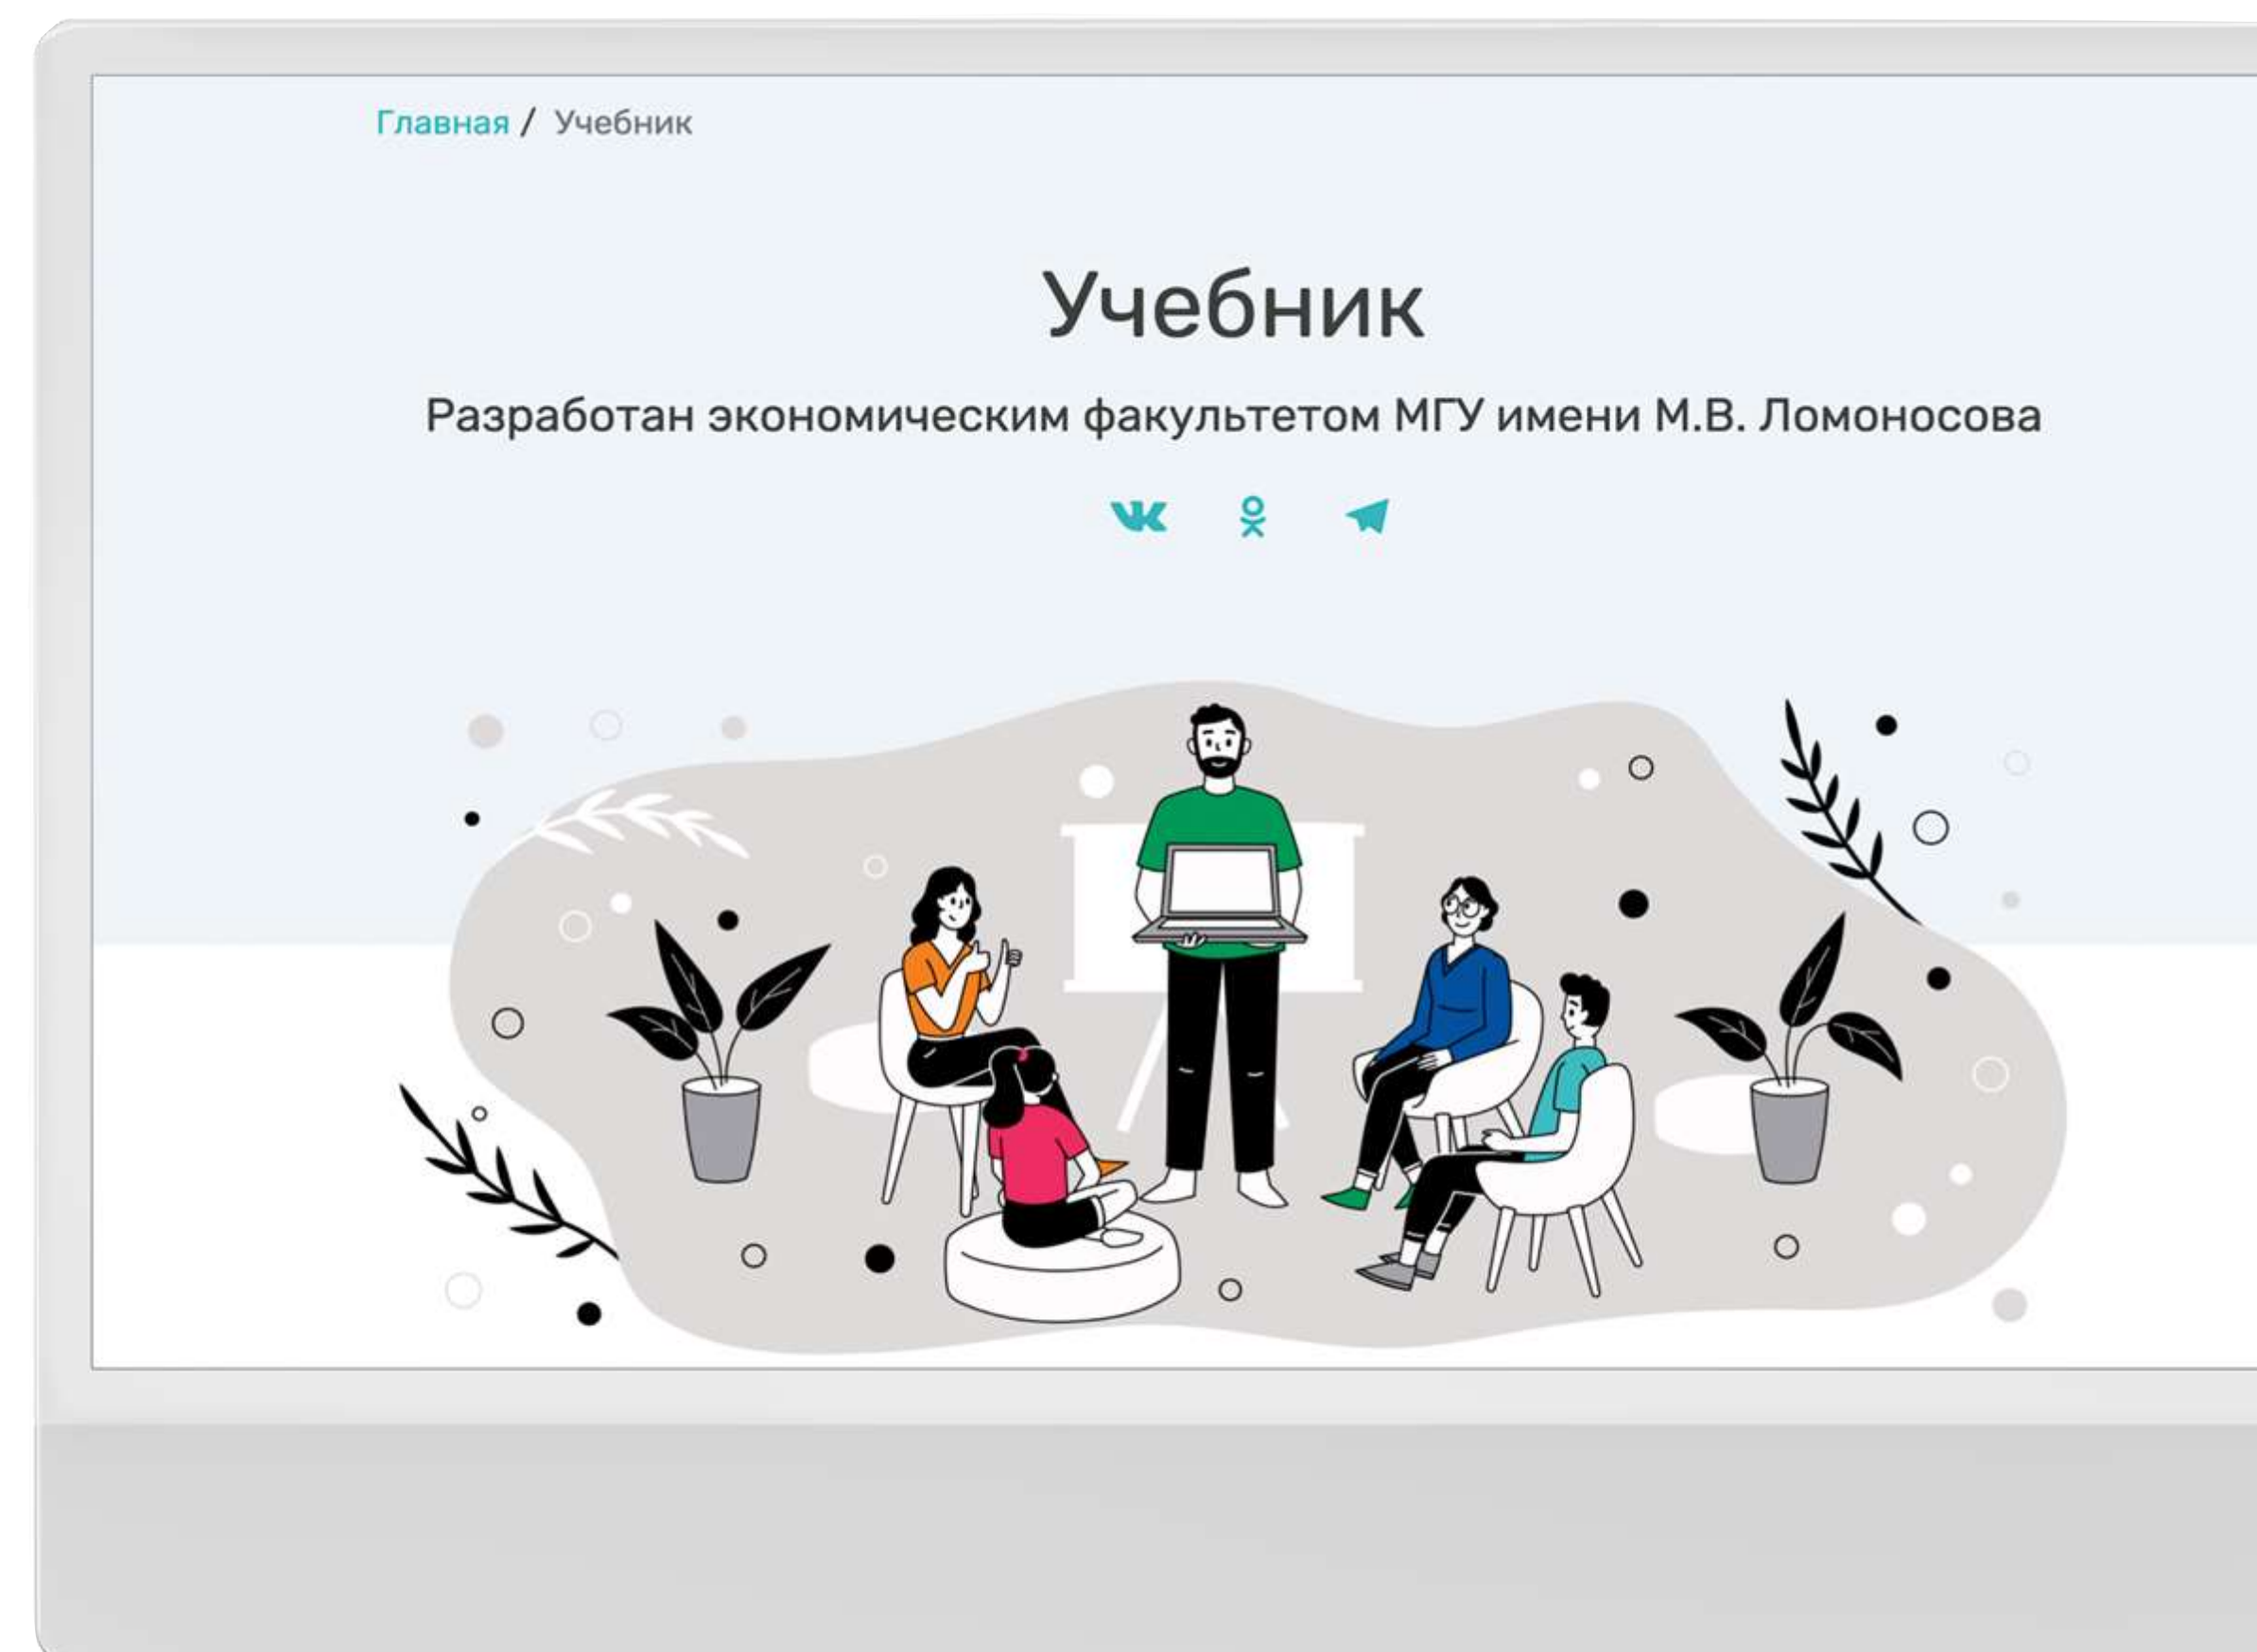 Главная / Учебник
Учебник
Разработан экономическим факультетом МГУ имени М.В. Ломоносова